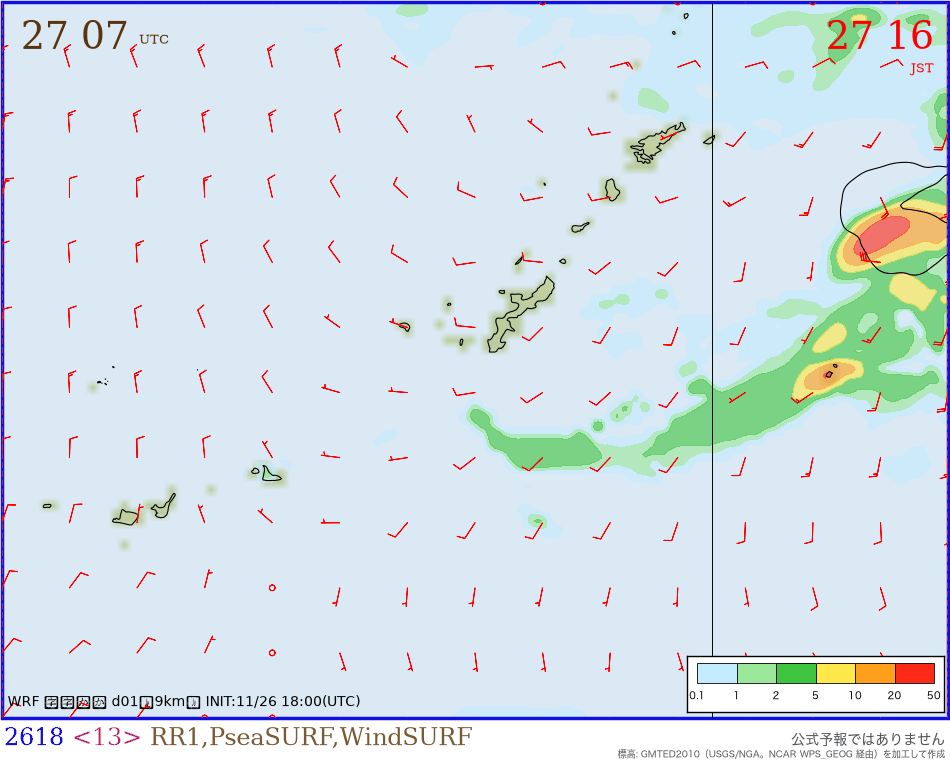 27 07 UTC
27 16
JST
0.1 1 2 5 10 20 50
WRF d01 9km INIT:11/26 18:00(UTC)
2618 <13> RR1,PseaSURF,WindSURF
公式予報ではありません
標高: GMTED2010（USGS/NGA。NCAR WPS_GEOG 経由）を加工して作成